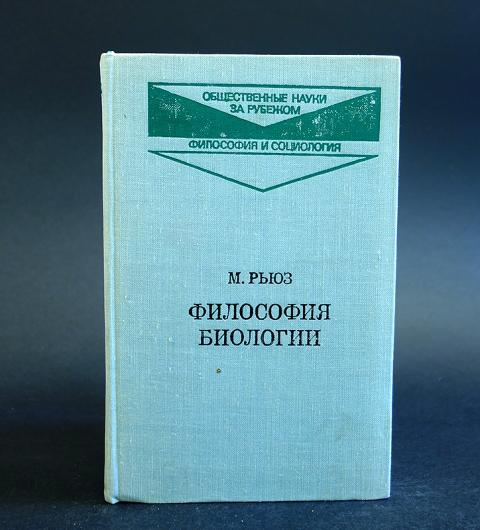 ОБЩЕСТВЕННЫЕ НАУКИ
ЗА РУБЕЖОМ
ФИЛОСОФИЯ И СОЦИОЛОГИЯ
М. РЬЮЗ
ФИЛОСОФИЯ
БИОЛОГИИ